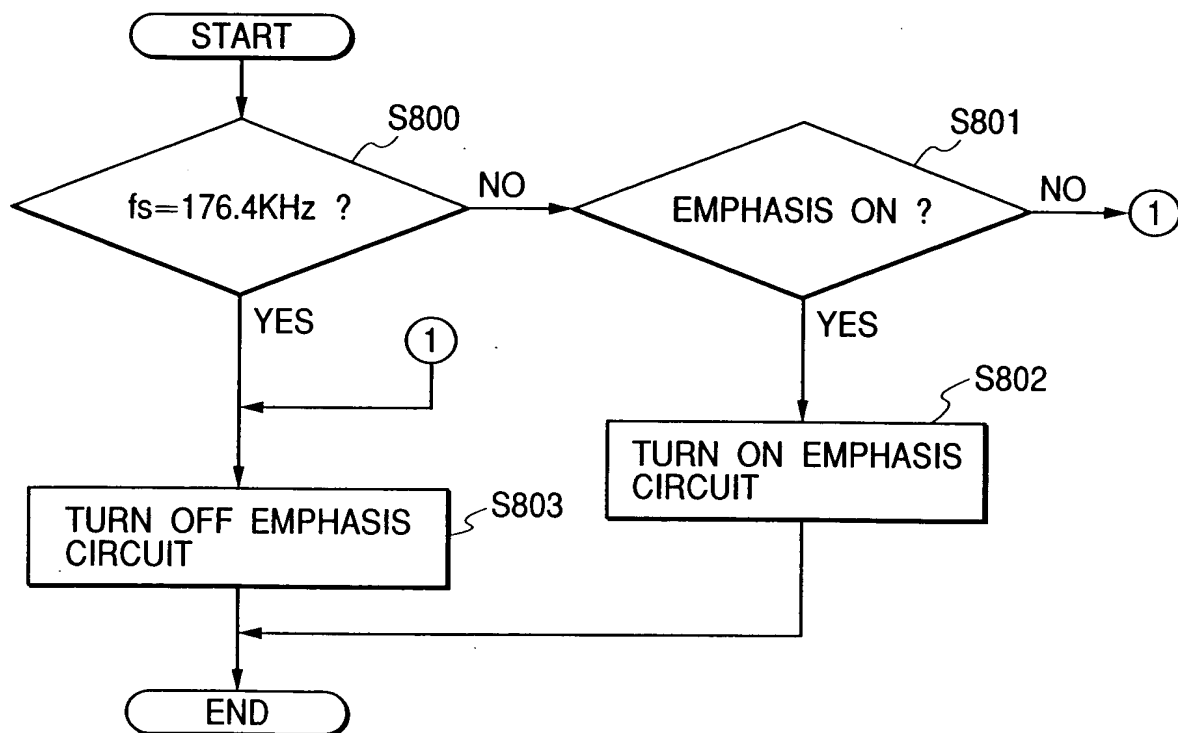 START
S800
fs=176.4KHz ?
NO
S801
EMPHASIS ON ?
NO
1
YES
1
YES
S802
TURN ON EMPHASIS
CIRCUIT
S803
TURN OFF EMPHASIS
CIRCUIT
END